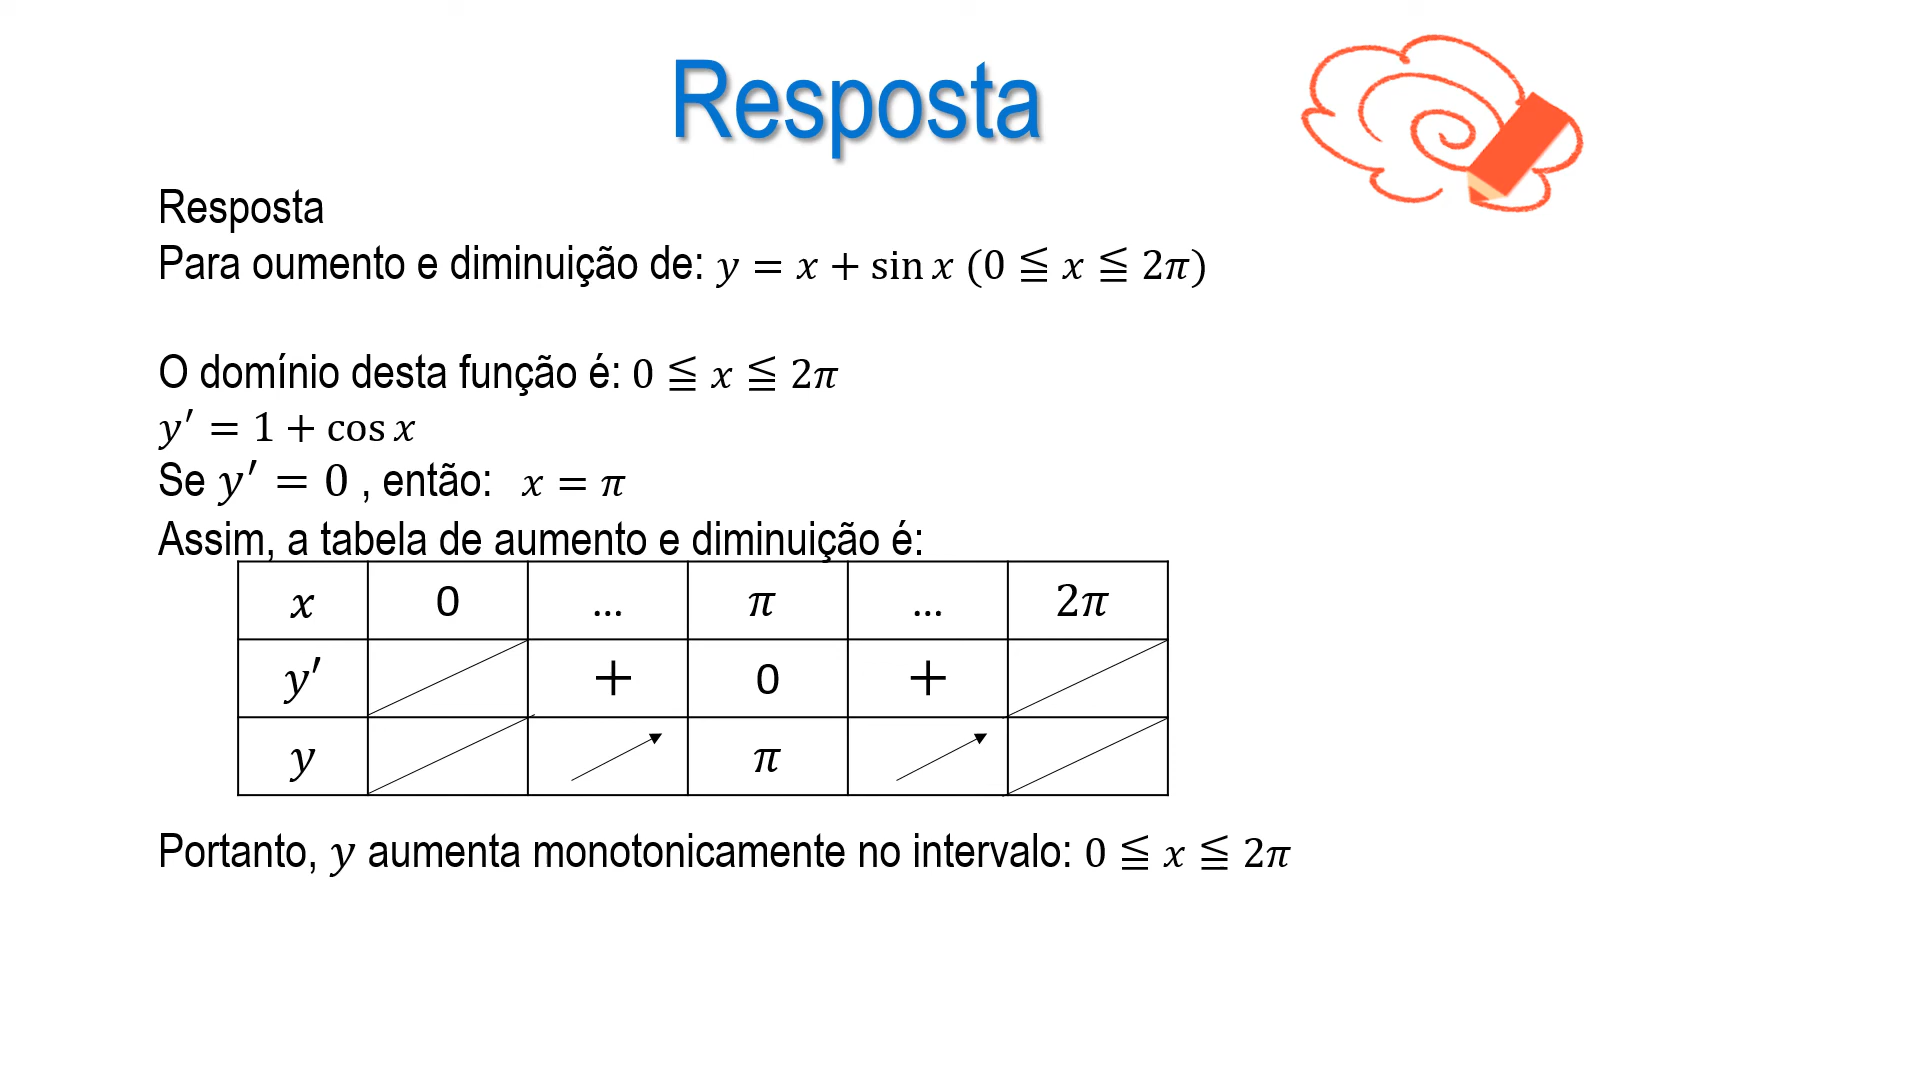 Resposta
Resposta
Para oumento e diminuição de: y = x + sin x (0 ≦ x ≦ 2π)
O domínio desta função é: 0 ≦ x ≦ 2π
y′ = 1 + cos x
Se y′ = 0 , então: x = π
Assim, a tabela de aumento e diminuição é:
x 0 ... π ... 2π
y′ + 0 +
y π
Portanto, y aumenta monotonicamente no intervalo: 0 ≦ x ≦ 2π